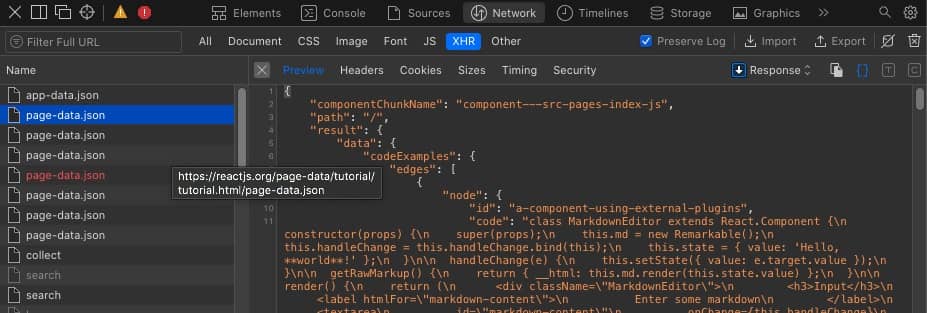 Elements Console Sources Network Timelines Storage Graphics
Filter Full URL All Document CSS Image Font JS XHR Other Preserve Log Import Export
Name Preview Headers Cookies Sizes Timing Security Response {} T C
app-data.json
page-data.json
page-data.json
page-data.json
page-data.json
page-data.json
page-data.json
page-data.json
collect
search
search
https://reactjs.org/page-data/tutorial/
tutorial.html/page-data.json
1 {
2 "componentChunkName": "component---src-pages-index-js",
3 "path": "/",
4 "result": {
5 "data": {
6 "codeExamples": {
"edges": [
{
"node": {
10 "id": "a-component-using-external-plugins",
11 "code": "class MarkdownEditor extends React.Component {\n
constructor(props) {\n super(props);\n this.md = new Remarkable();\n
this.handleChange = this.handleChange.bind(this);\n this.state = { value: 'Hello,
**world**!' };\n }\n\n handleChange(e) {\n this.setState({ value: e.target.value });\n
}\n\n getRawMarkup() {\n return { __html: this.md.render(this.state.value) };\n }\n\n
render() {\n return (\n <div className=\"MarkdownEditor\">\n <h3>Input</h3>\n
<label htmlFor=\"markdown-content\">\n Enter some markdown\n </label>\n
<textarea\n id=\"markdown-content\"\n onChange={this.handleChange}\n